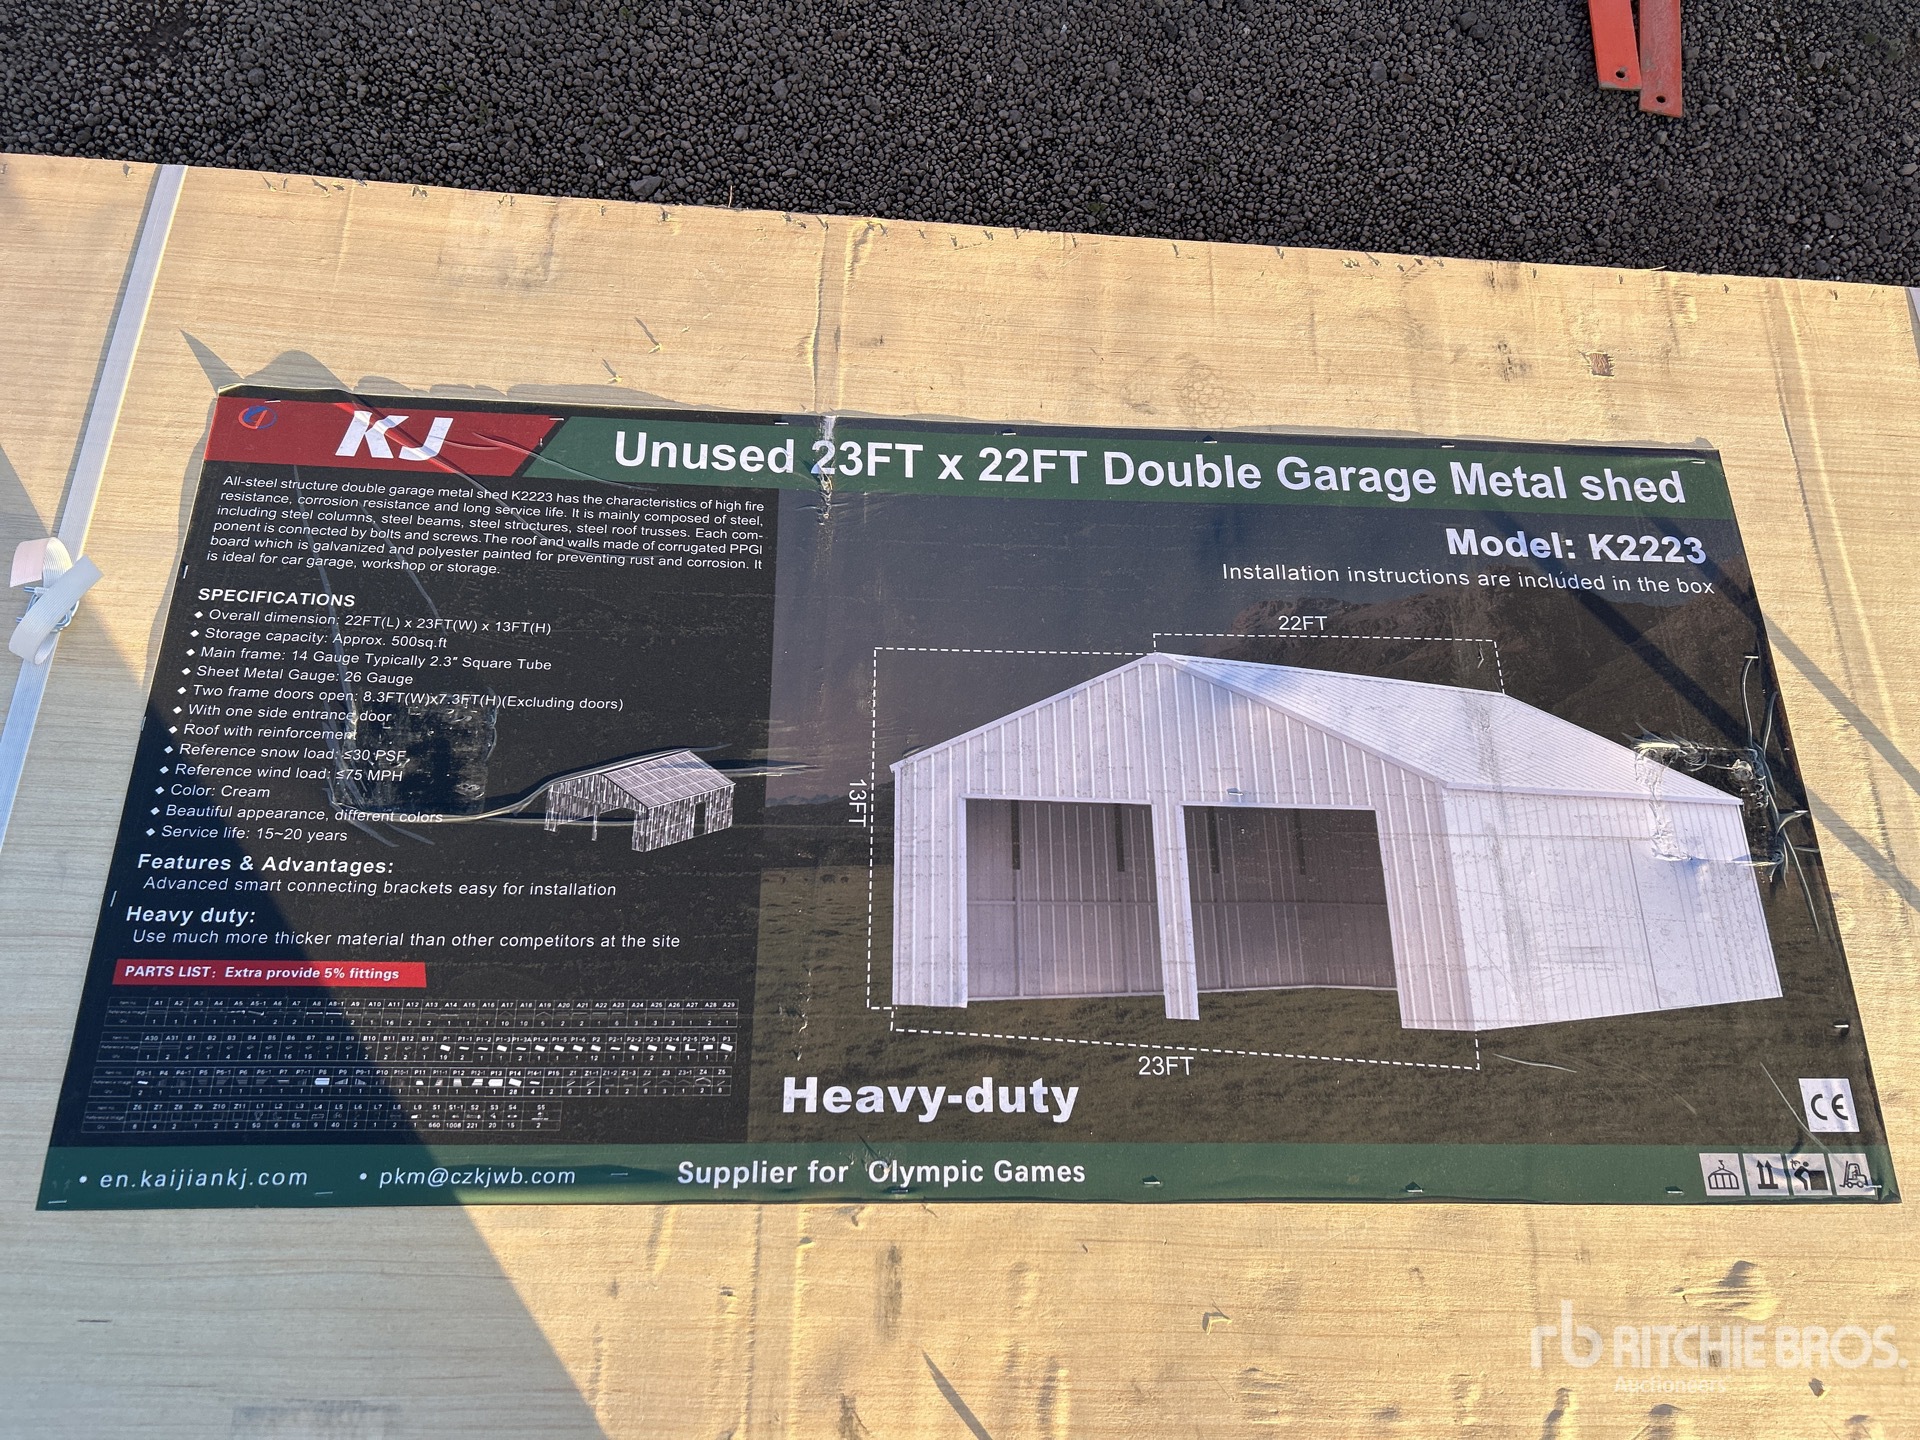 KJ
Unused 23FT x 22FT Double Garage Metal shed
All-steel structure double garage metal shed K2223 has the characteristics of high fire
resistance, corrosion resistance and long service life. It is mainly composed of steel,
including steel columns, steel beams, steel structures, steel roof trusses. Each com-
ponent is connected by bolts and screws.The roof and walls made of corrugated PPGI
board which is galvanized and polyester painted for preventing rust and corrosion. It
is ideal for car garage, workshop or storage.
SPECIFICATIONS
◆ Overall dimension: 22FT(L) x 23FT(W) x 13FT(H)
◆ Storage capacity: Approx. 500sq.ft
◆ Main frame: 14 Gauge Typically 2.3″ Square Tube
◆ Sheet Metal Gauge: 26 Gauge
◆ Two frame doors open: 8.3FT(W)x7.3FT(H)(Excluding doors)
◆ With one side entrance door
◆ Roof with reinforcement
◆ Reference snow load: ≤30 PSF
◆ Reference wind load: ≤75 MPH
◆ Color: Cream
◆ Beautiful appearance, different colors
◆ Service life: 15~20 years
Features & Advantages:
Advanced smart connecting brackets easy for installation
Heavy duty:
Use much more thicker material than other competitors at the site
PARTS LIST: Extra provide 5% fittings
Model: K2223
Installation instructions are included in the box
22FT
13FT
23FT
Heavy-duty
CE
• en.kaijiankj.com • pkm@czkjwb.com Supplier for Olympic Games
rb RITCHIE BROS.
Auctioneers